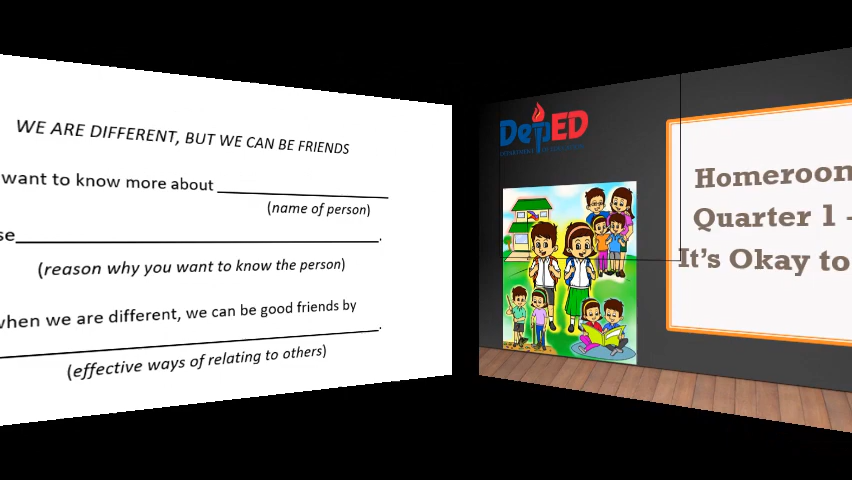 WE ARE DIFFERENT, BUT WE CAN BE FRIENDS
want to know more about
(name of person)
se
(reason why you want to know the person)
when we are different, we can be good friends by
(effective ways of relating to others)
DepED
Homeroom
Quarter 1 -
It's Okay to